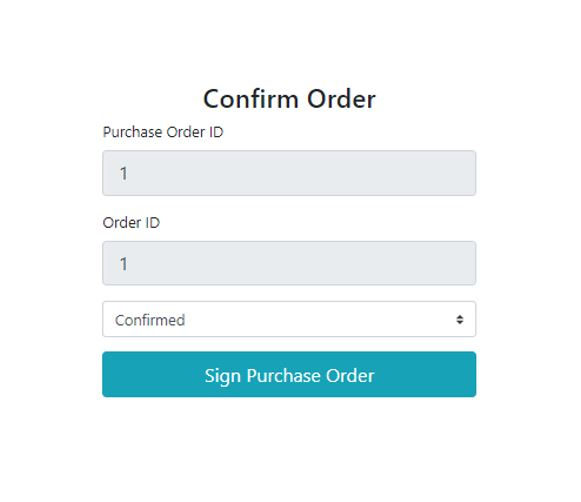 Confirm Order
Purchase Order ID
1
Order ID
1
Confirmed
Sign Purchase Order